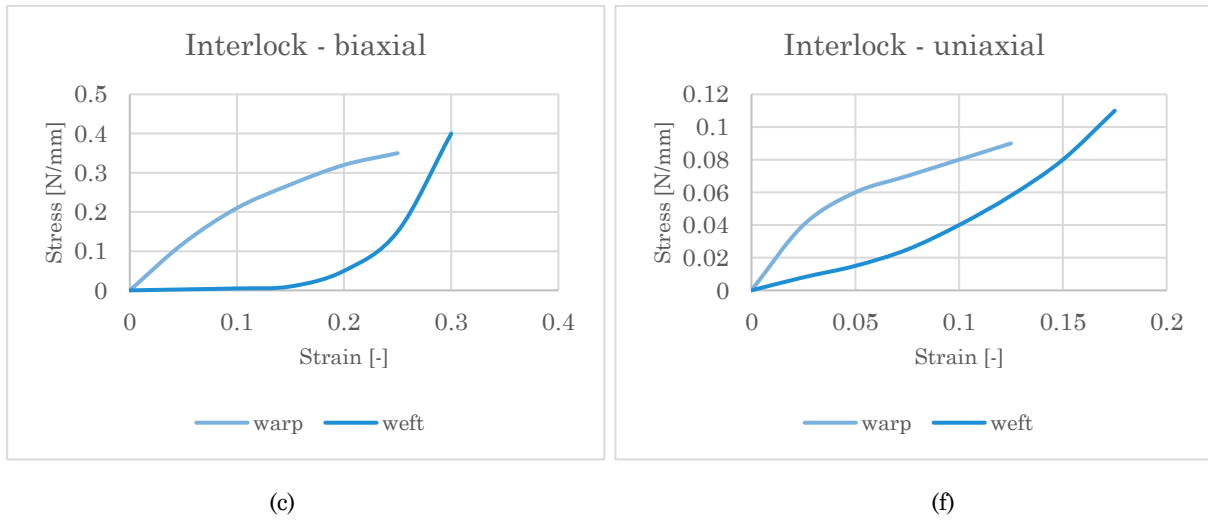 Interlock - biaxial
Stress [N/mm]
0.5
0.4
0.3
0.2
0.1
0
0 0.1 0.2 0.3 0.4
Strain [-]
warp weft
(c)
Interlock - uniaxial
Stress [N/mm]
0.12
0.1
0.08
0.06
0.04
0.02
0
0 0.05 0.1 0.15 0.2
Strain [-]
warp weft
(f)